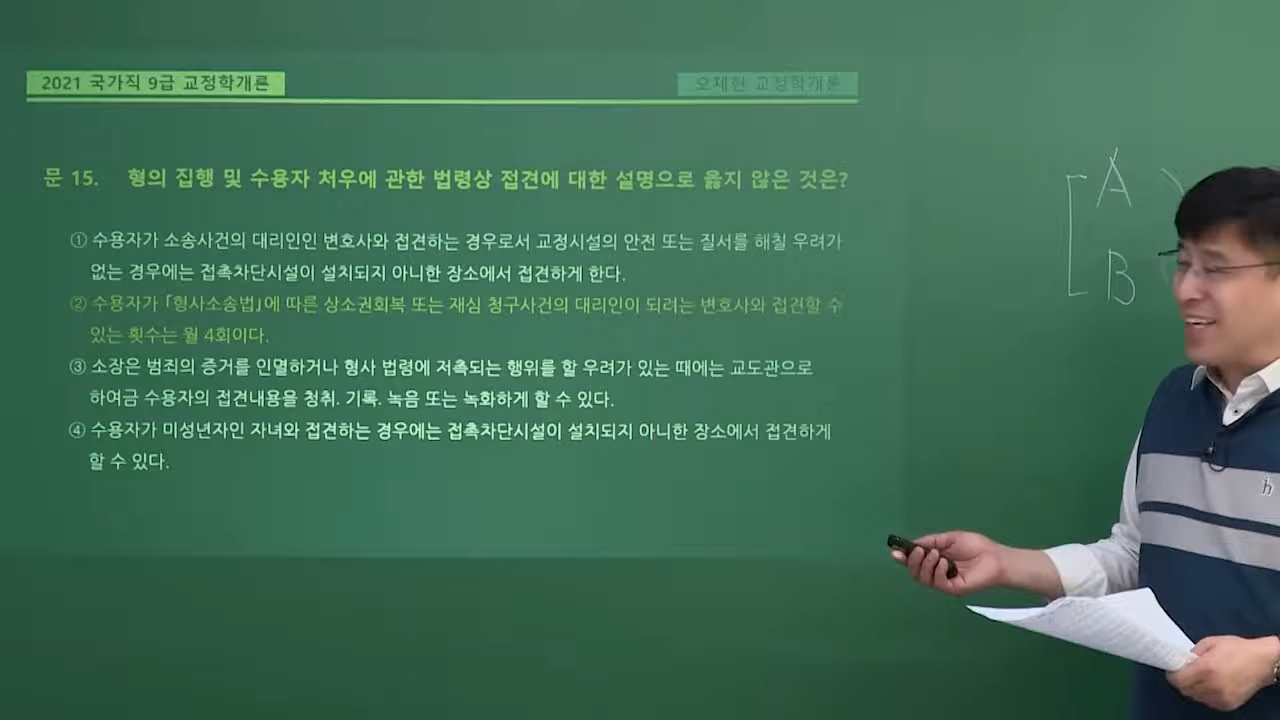 2021 국가직 9급 교정학개론
오제현 교정학개론
문 15. 형의 집행 및 수용자 처우에 관한 법령상 접견에 대한 설명으로 옳지 않은 것은?
① 수용자가 소송사건의 대리인인 변호사와 접견하는 경우로서 교정시설의 안전 또는 질서를 해칠 우려가
없는 경우에는 접촉차단시설이 설치되지 아니한 장소에서 접견하게 한다.
② 수용자가 「형사소송법」에 따른 상소권회복 또는 재심 청구사건의 대리인이 되려는 변호사와 접견할 수
있는 횟수는 월 4회이다.
③ 소장은 범죄의 증거를 인멸하거나 형사 법령에 저촉되는 행위를 할 우려가 있는 때에는 교도관으로
하여금 수용자의 접견내용을 청취. 기록. 녹음 또는 녹화하게 할 수 있다.
④ 수용자가 미성년자인 자녀와 접견하는 경우에는 접촉차단시설이 설치되지 아니한 장소에서 접견하게
할 수 있다.
A
B
h